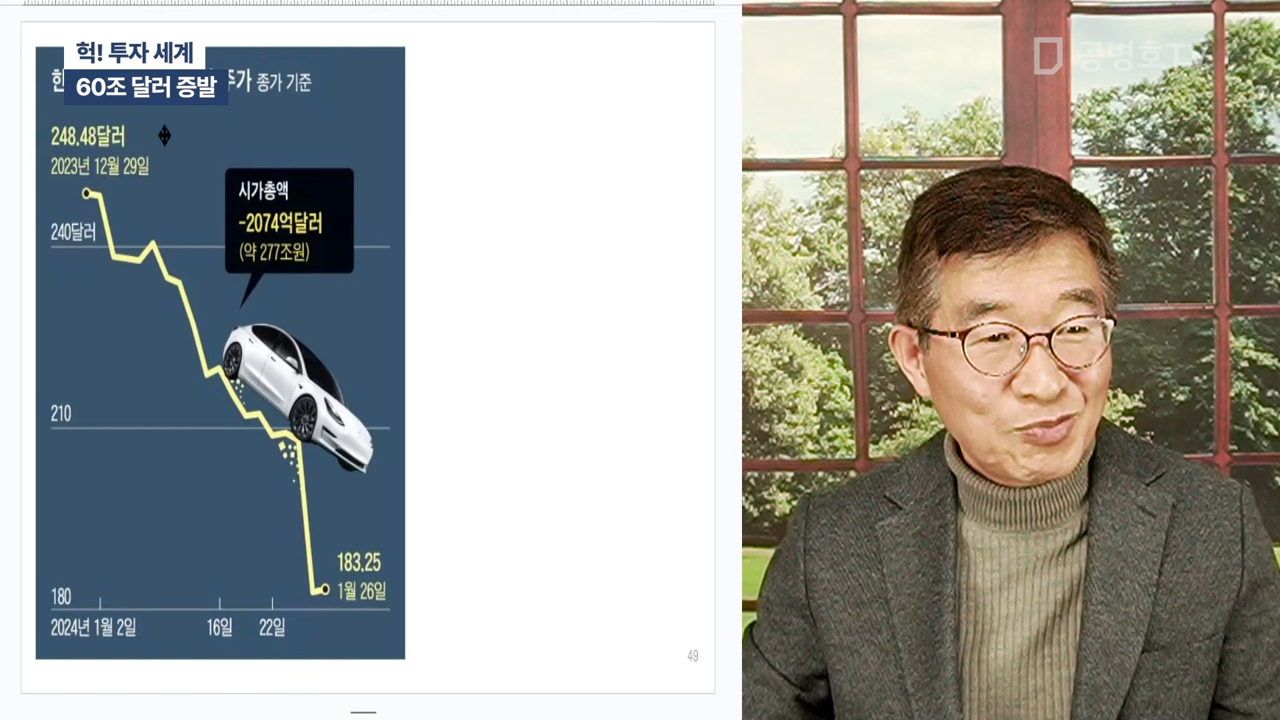 헉! 투자 세계
60조 달러 증발
종가 기준
248.48달러
2023년 12월 29일
시가총액
-2074억달러
(약 277조원)
240달러
210
183.25
1월 26일
180
2024년 1월 2일
16일
22일
49
공병호TV